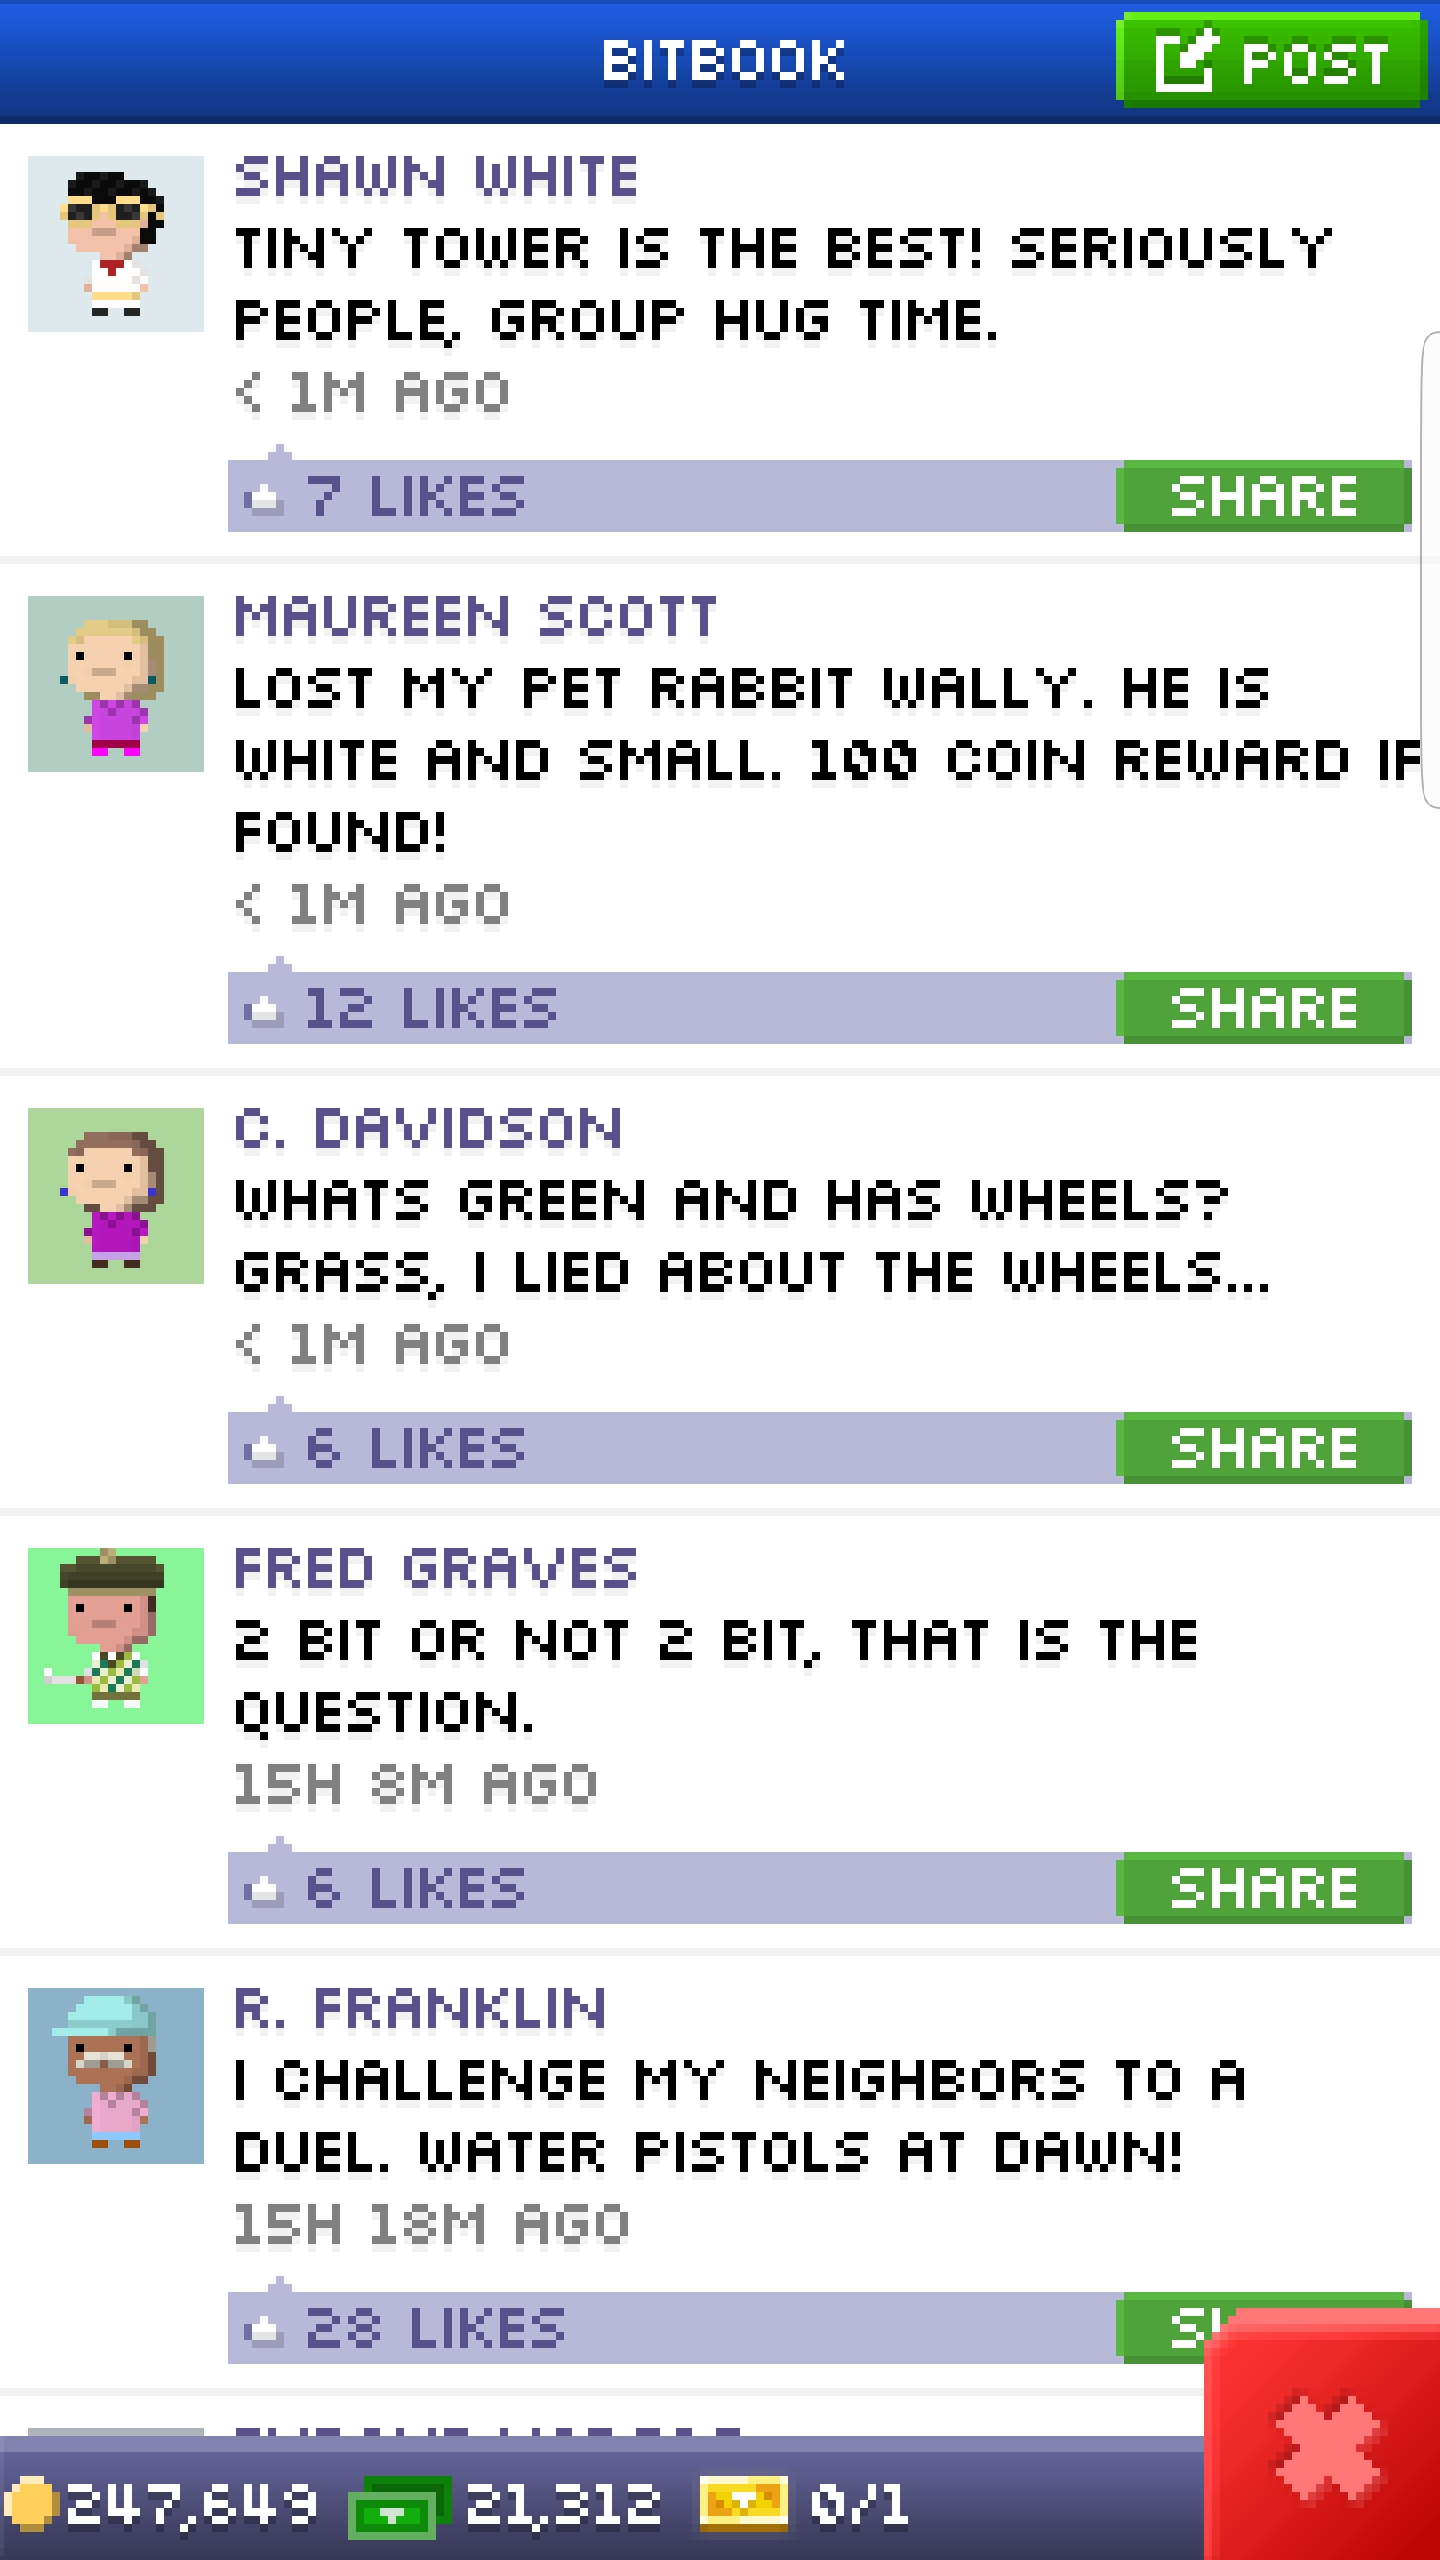 BITBOOK
POST
SHAWN WHITE
TINY TOWER IS THE BEST! SERIOUSLY
PEOPLE, GROUP HUG TIME.
< 1M AGO
7 LIKES
SHARE
MAUREEN SCOTT
LOST MY PET RABBIT WALLY. HE IS
WHITE AND SMALL. 100 COIN REWARD IF
FOUND!
< 1M AGO
12 LIKES
SHARE
C. DAVIDSON
WHATS GREEN AND HAS WHEELS?
GRASS, I LIED ABOUT THE WHEELS...
< 1M AGO
6 LIKES
SHARE
FRED GRAVES
2 BIT OR NOT 2 BIT, THAT IS THE
QUESTION.
15H 8M AGO
6 LIKES
SHARE
R. FRANKLIN
I CHALLENGE MY NEIGHBORS TO A
DUEL. WATER PISTOLS AT DAWN!
15H 18M AGO
28 LIKES
247,649
21,312
0/1